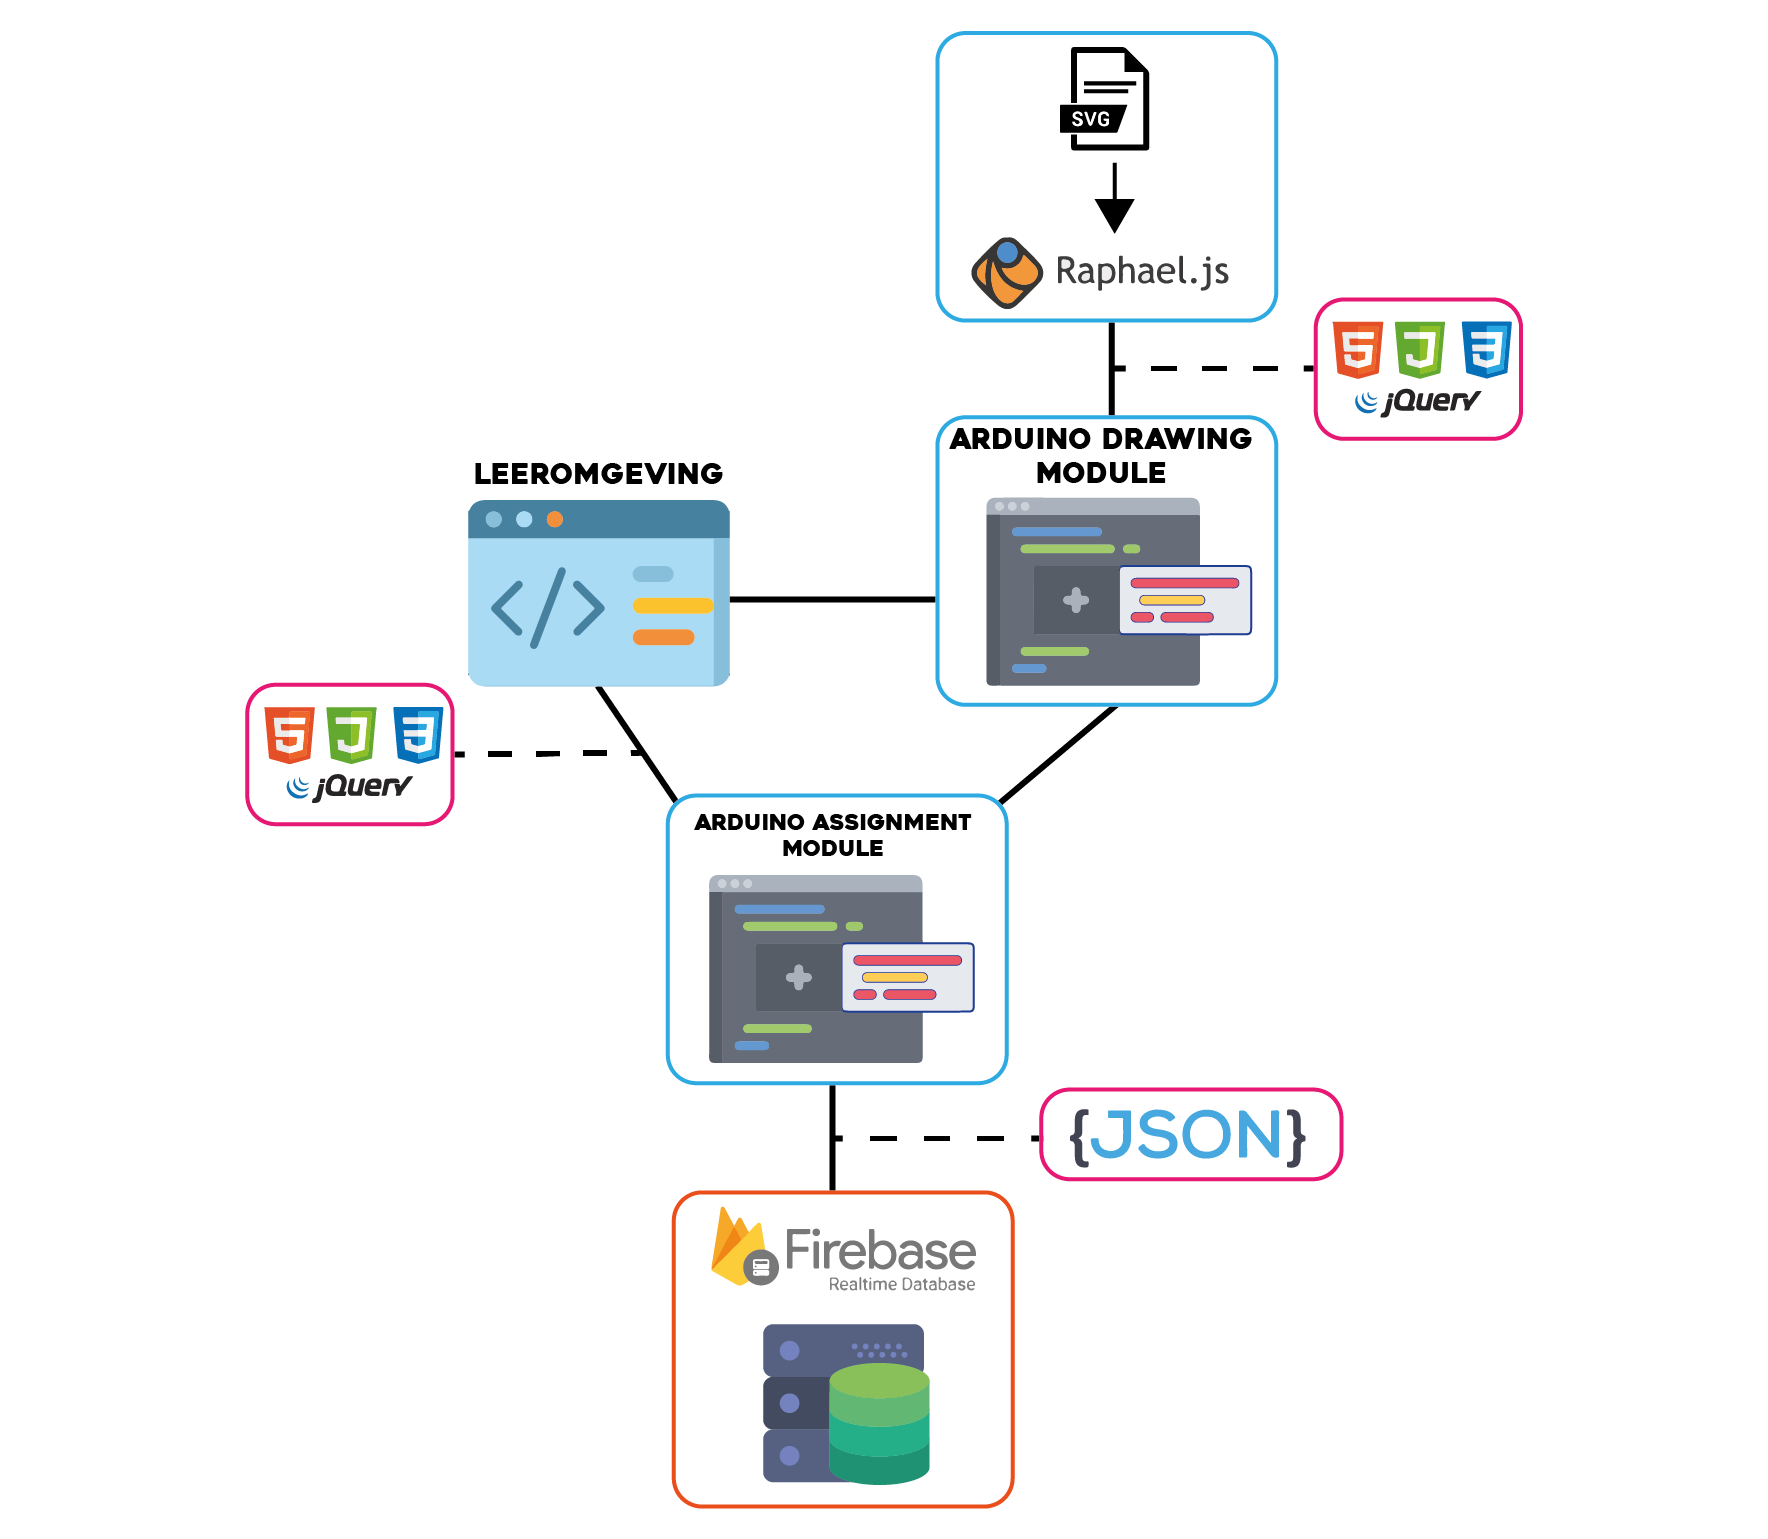 SVG
Raphael.js
5 J 3
jQuery
ARDUINO DRAWING
MODULE
LEEROMGEVING
</>
5 J 3
jQuery
ARDUINO ASSIGNMENT
MODULE
{JSON}
Firebase
Realtime Database